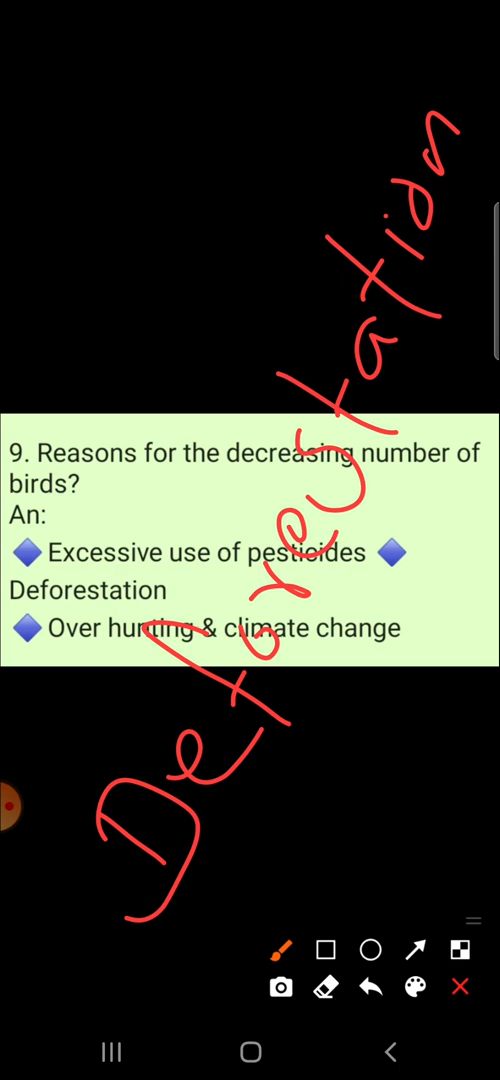 9. Reasons for the decreasing number of
birds?
An:
🔷 Excessive use of pesticides 🔷
Deforestation
🔷 Over hunting & climate change
Deforestation